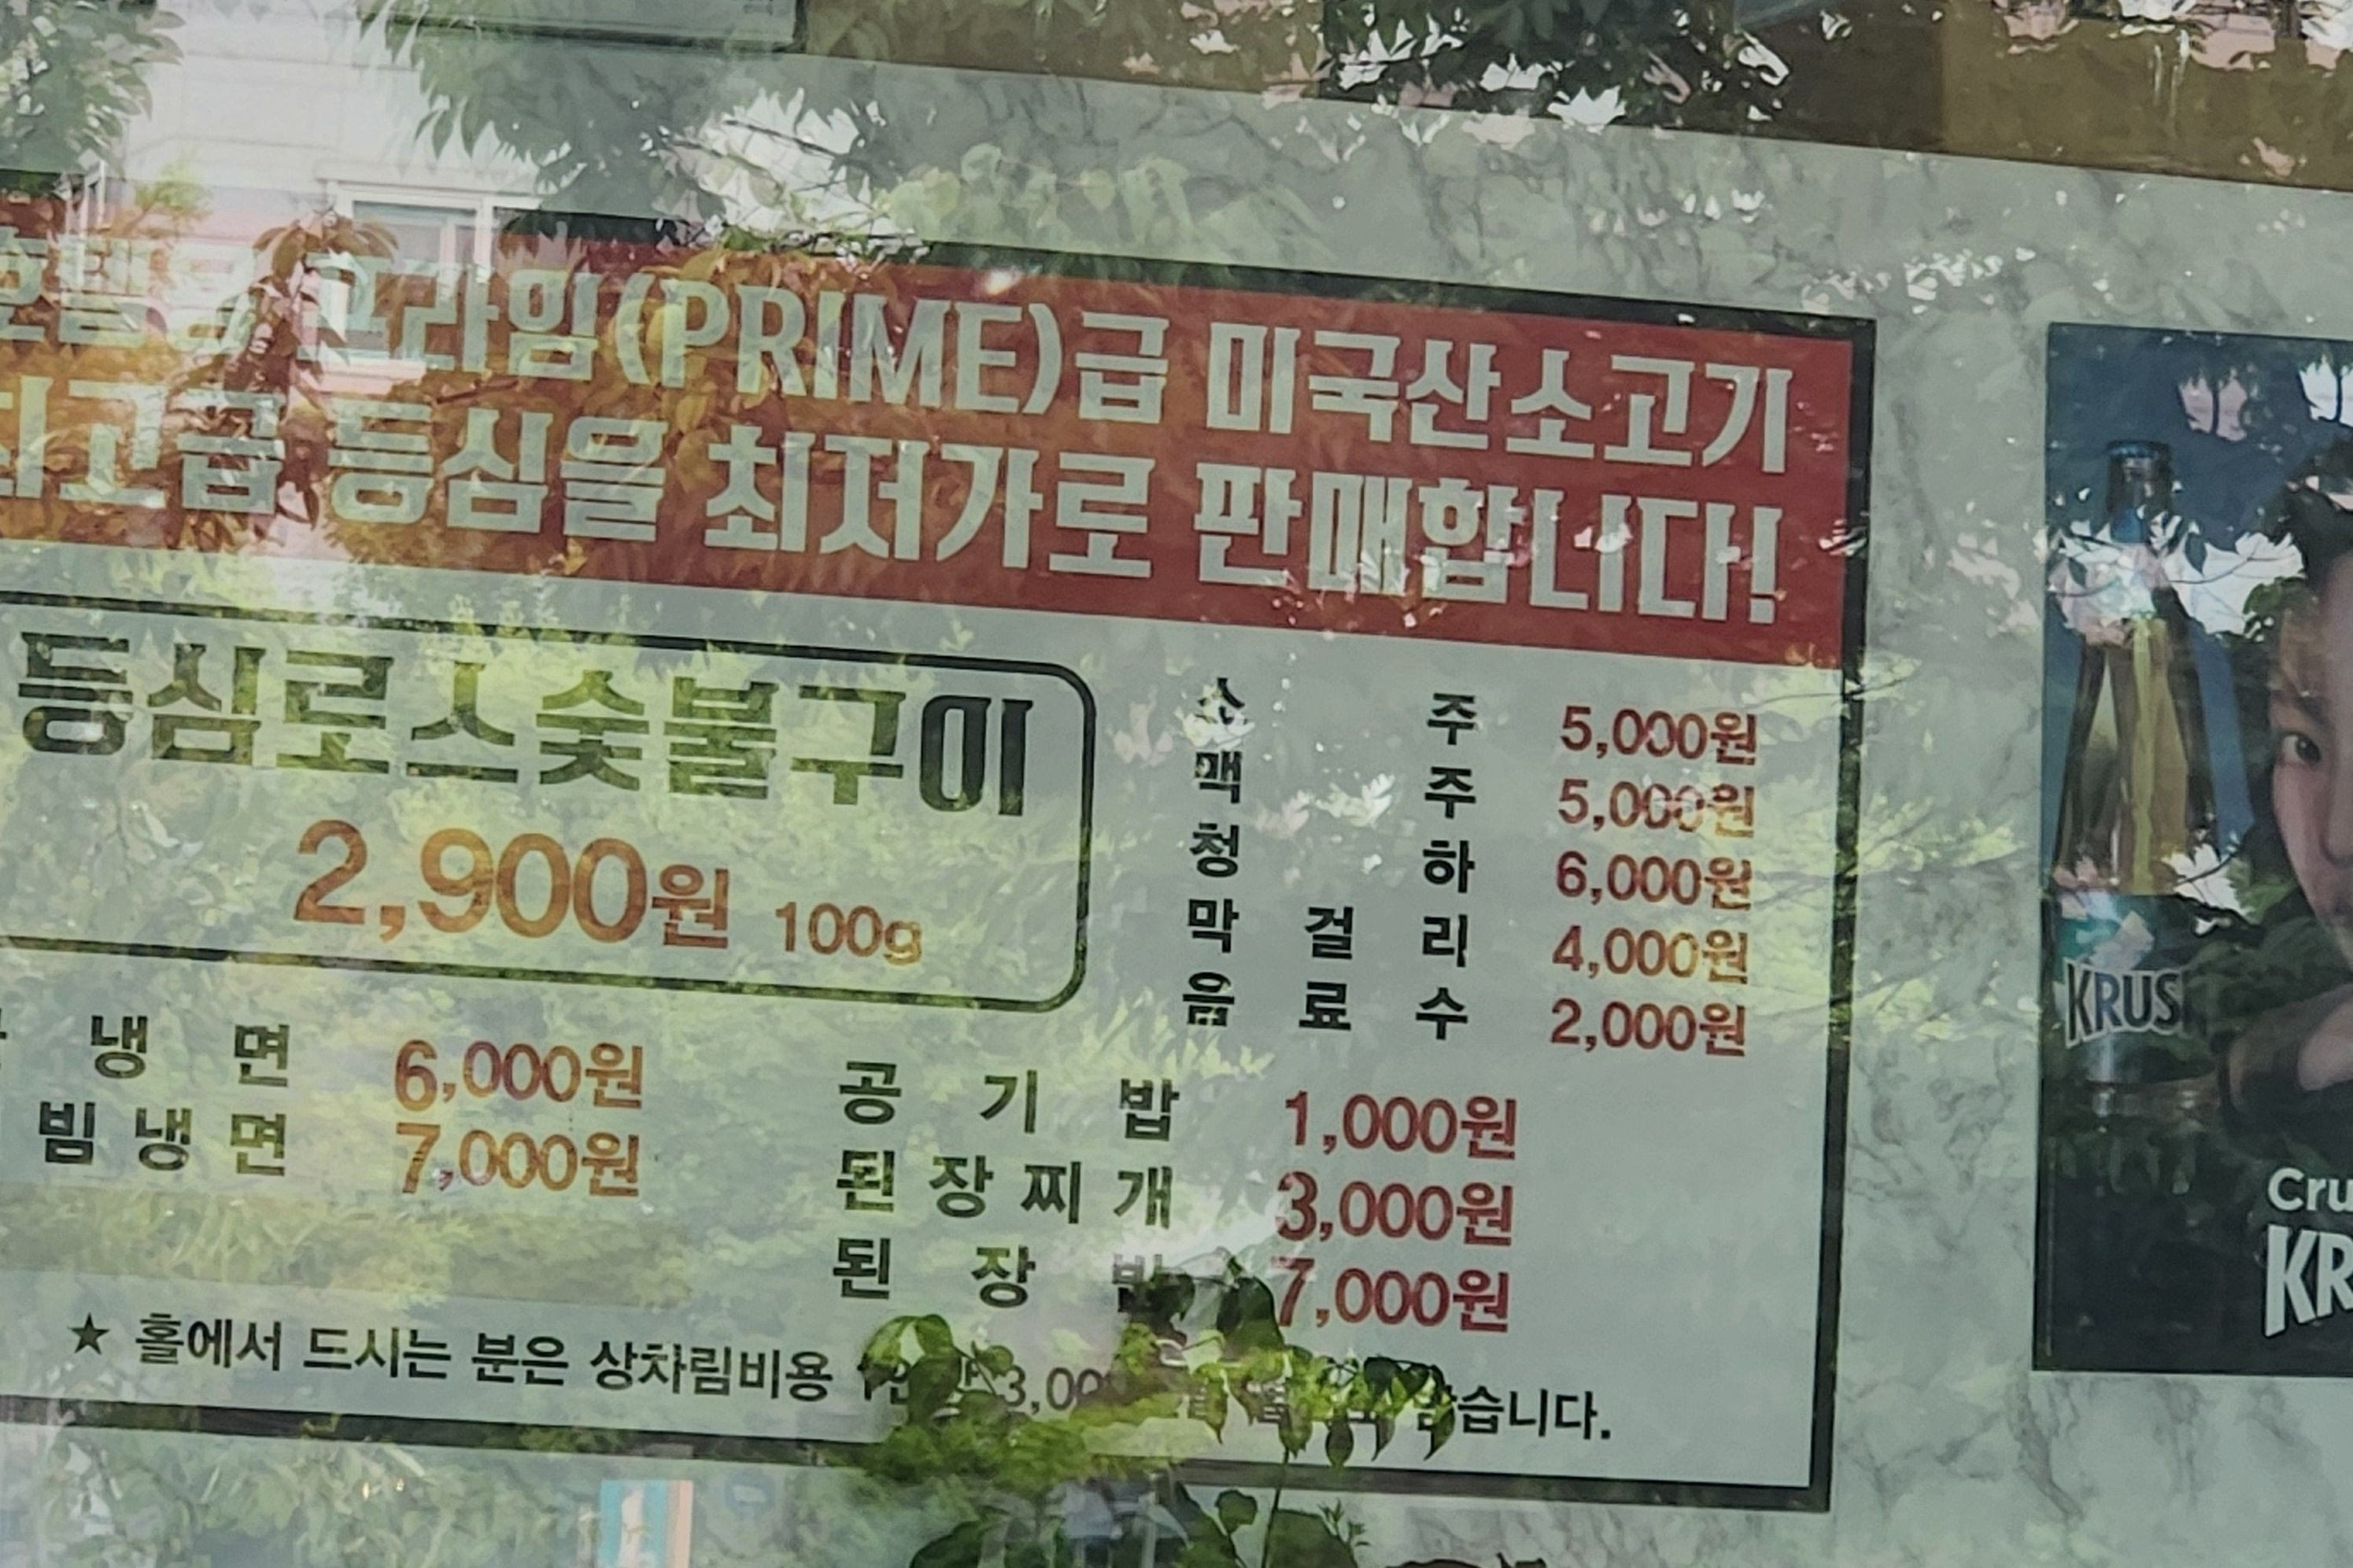 프라임(PRIME)급 미국산소고기
최고급 등심을 최저가로 판매합니다!
등심로스숯불구이
2,900원 100g
소 주 5,000원
맥 주 5,000원
청 하 6,000원
막 걸 리 4,000원
음 료 수 2,000원
냉 면 6,000원
빔 냉 면 7,000원
공 기 밥 1,000원
된 장 찌 개 3,000원
된 장 밥 7,000원
★ 홀에서 드시는 분은 상차림비용 습니다.
KRUS
Cru
KR